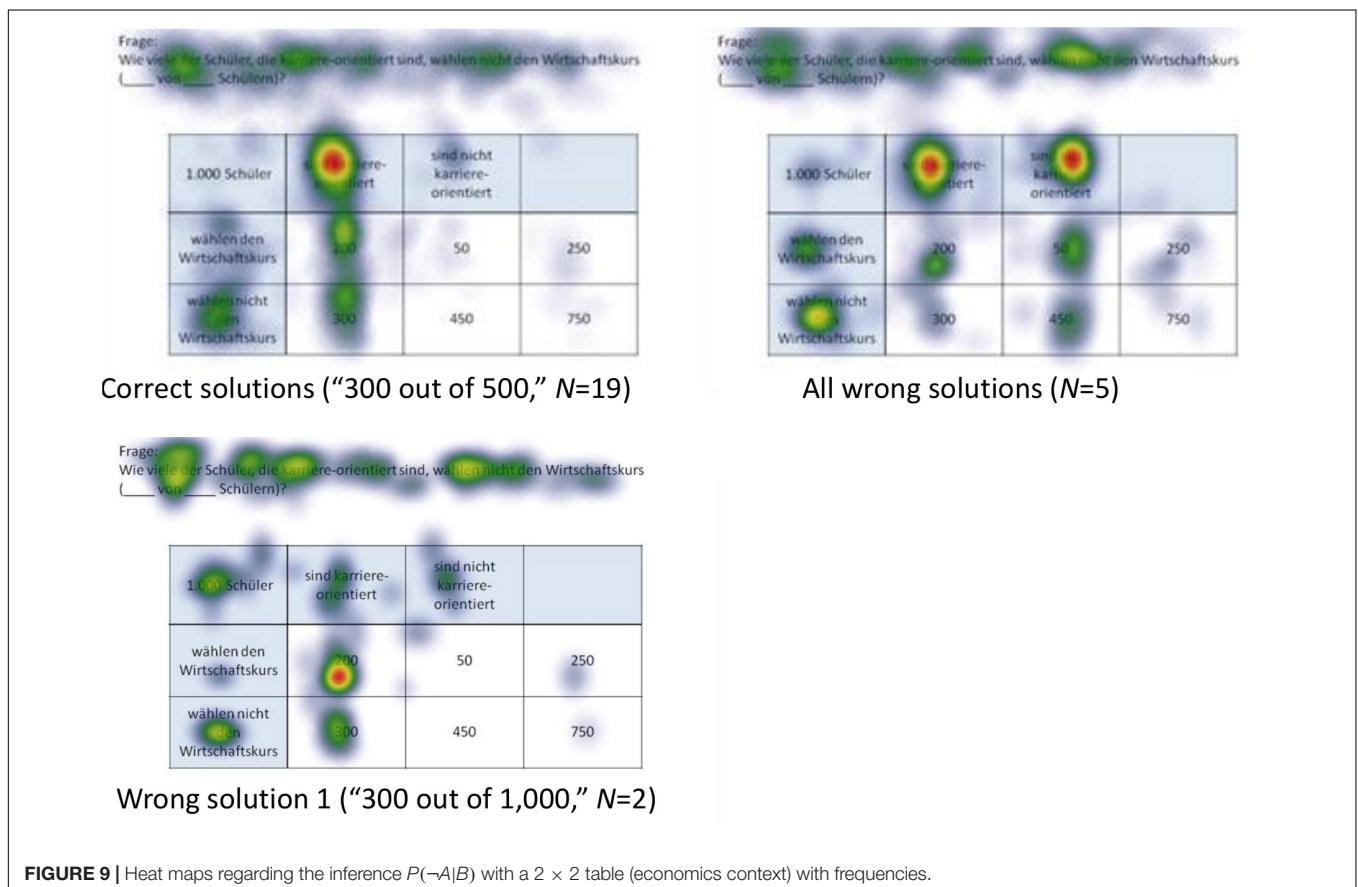 Frage:
Wie viele der Schüler, die karriere-orientiert sind, wählen nicht den Wirtschaftskurs
(____ von ____ Schülern)?
1.000 Schüler
sind nicht
karriere-
orientiert
wählen den
Wirtschaftskurs
200
50
250
wählen nicht
den
Wirtschaftskurs
300
450
750
Correct solutions (“300 out of 500,” N=19)
Frage:
Wie viele der Schüler, die karriere-orientiert sind, wählen nicht den Wirtschaftskurs
(____ von ____ Schülern)?
1.000 Schüler
wählen den
Wirtschaftskurs
200
50
250
wählen nicht
Wirtschaftskurs
300
450
750
All wrong solutions (N=5)
Frage:
Wie viele der Schüler, die karriere-orientiert sind, wählen nicht den Wirtschaftskurs
(____ von ____ Schülern)?
1.000 Schüler
sind karriere-
orientiert
sind nicht
karriere-
orientiert
wählen den
Wirtschaftskurs
200
50
250
wählen nicht
den
Wirtschaftskurs
300
450
750
Wrong solution 1 (“300 out of 1,000,” N=2)
FIGURE 9 | Heat maps regarding the inference P(¬A|B) with a 2 × 2 table (economics context) with frequencies.